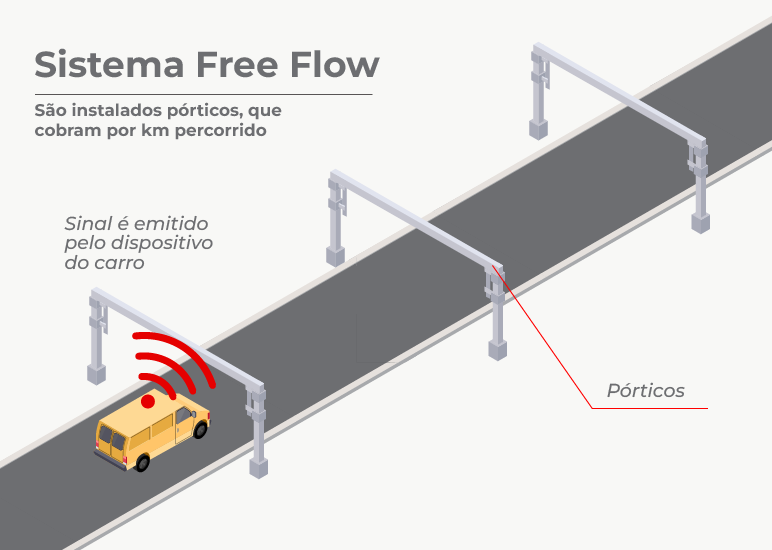 Sistema Free Flow
São instalados pórticos, que
cobram por km percorrido
Sinal é emitido
pelo dispositivo
do carro
Pórticos